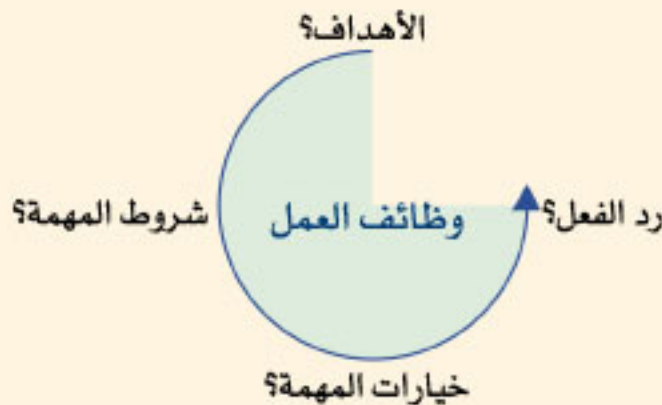 الأهداف؟
رد الفعل؟
وظائف العمل
شروط المهمة؟
خيارات المهمة؟